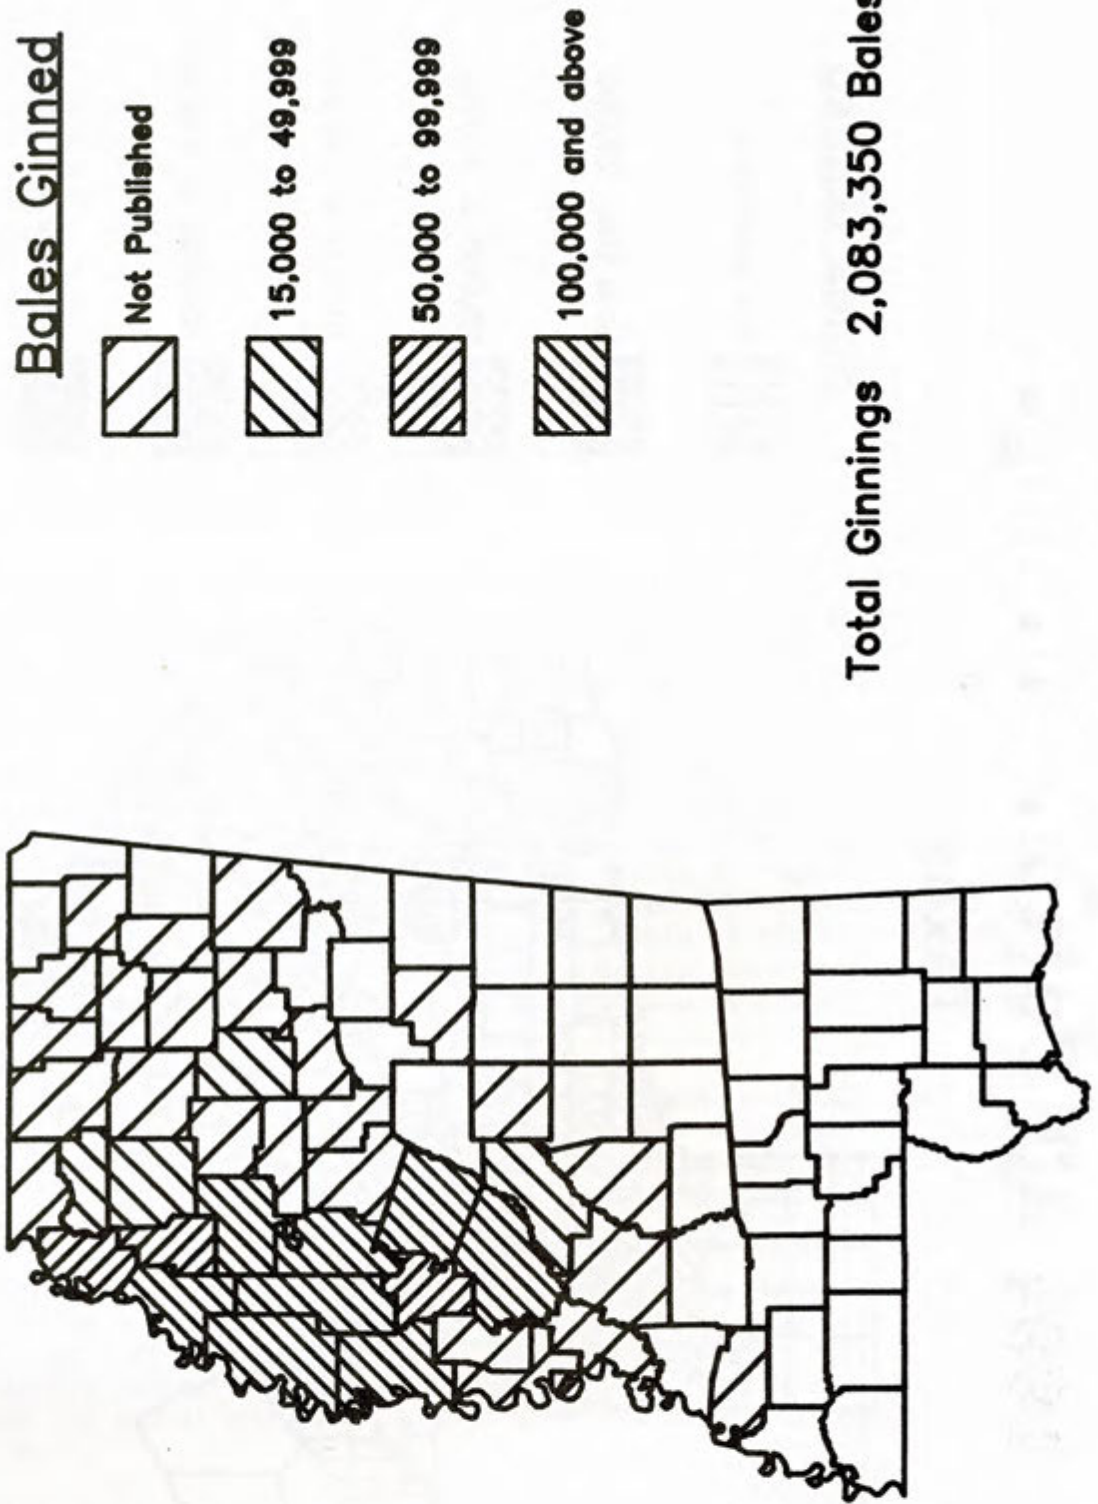 Bales Ginned
Not Published
15,000 to 49,999
50,000 to 99,999
100,000 and above
Total Ginnings 2,083,350 Bales